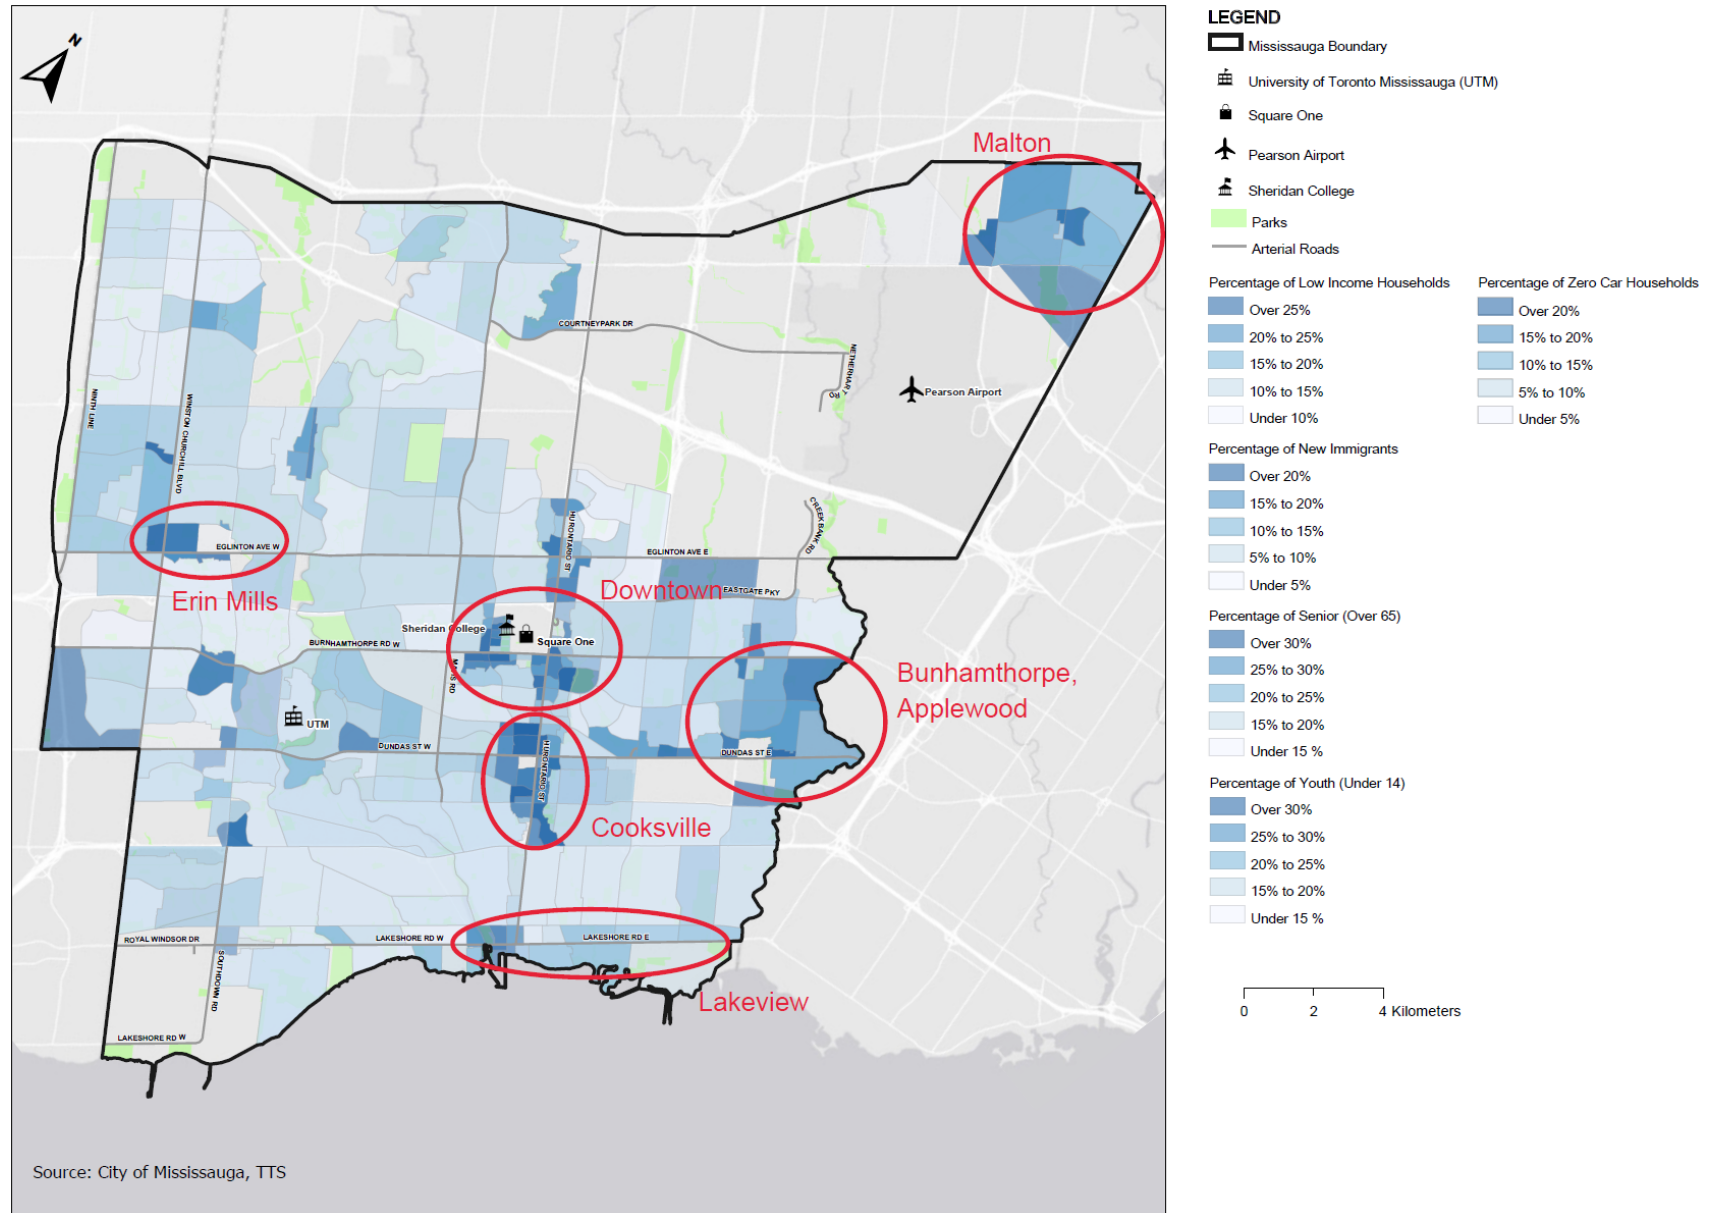 N
Malton
COURTNEYPARK DR
NETHERHART RD
Pearson Airport
NINTH LINE
WINSTON CHURCHILL BLVD
HURONTARIO ST
CREEKBANK RD
EGLINTON AVE W
EGLINTON AVE E
Erin Mills
Downtown
EASTGATE PKY
Sheridan College
Square One
BURNHAMTHORPE RD W
MAVIS RD
Bunhamthorpe,
Applewood
UTM
DUNDAS ST W
HURONTARIO ST
DUNDAS ST E
Cooksville
ROYAL WINDSOR DR
LAKESHORE RD W
LAKESHORE RD E
SOUTHDOWN RD
Lakeview
LAKESHORE RD W
Source: City of Mississauga, TTS
LEGEND
Mississauga Boundary
University of Toronto Mississauga (UTM)
Square One
Pearson Airport
Sheridan College
Parks
Arterial Roads
Percentage of Low Income Households
Over 25%
20% to 25%
15% to 20%
10% to 15%
Under 10%
Percentage of Zero Car Households
Over 20%
15% to 20%
10% to 15%
5% to 10%
Under 5%
Percentage of New Immigrants
Over 20%
15% to 20%
10% to 15%
5% to 10%
Under 5%
Percentage of Senior (Over 65)
Over 30%
25% to 30%
20% to 25%
15% to 20%
Under 15 %
Percentage of Youth (Under 14)
Over 30%
25% to 30%
20% to 25%
15% to 20%
Under 15 %
0 2 4 Kilometers